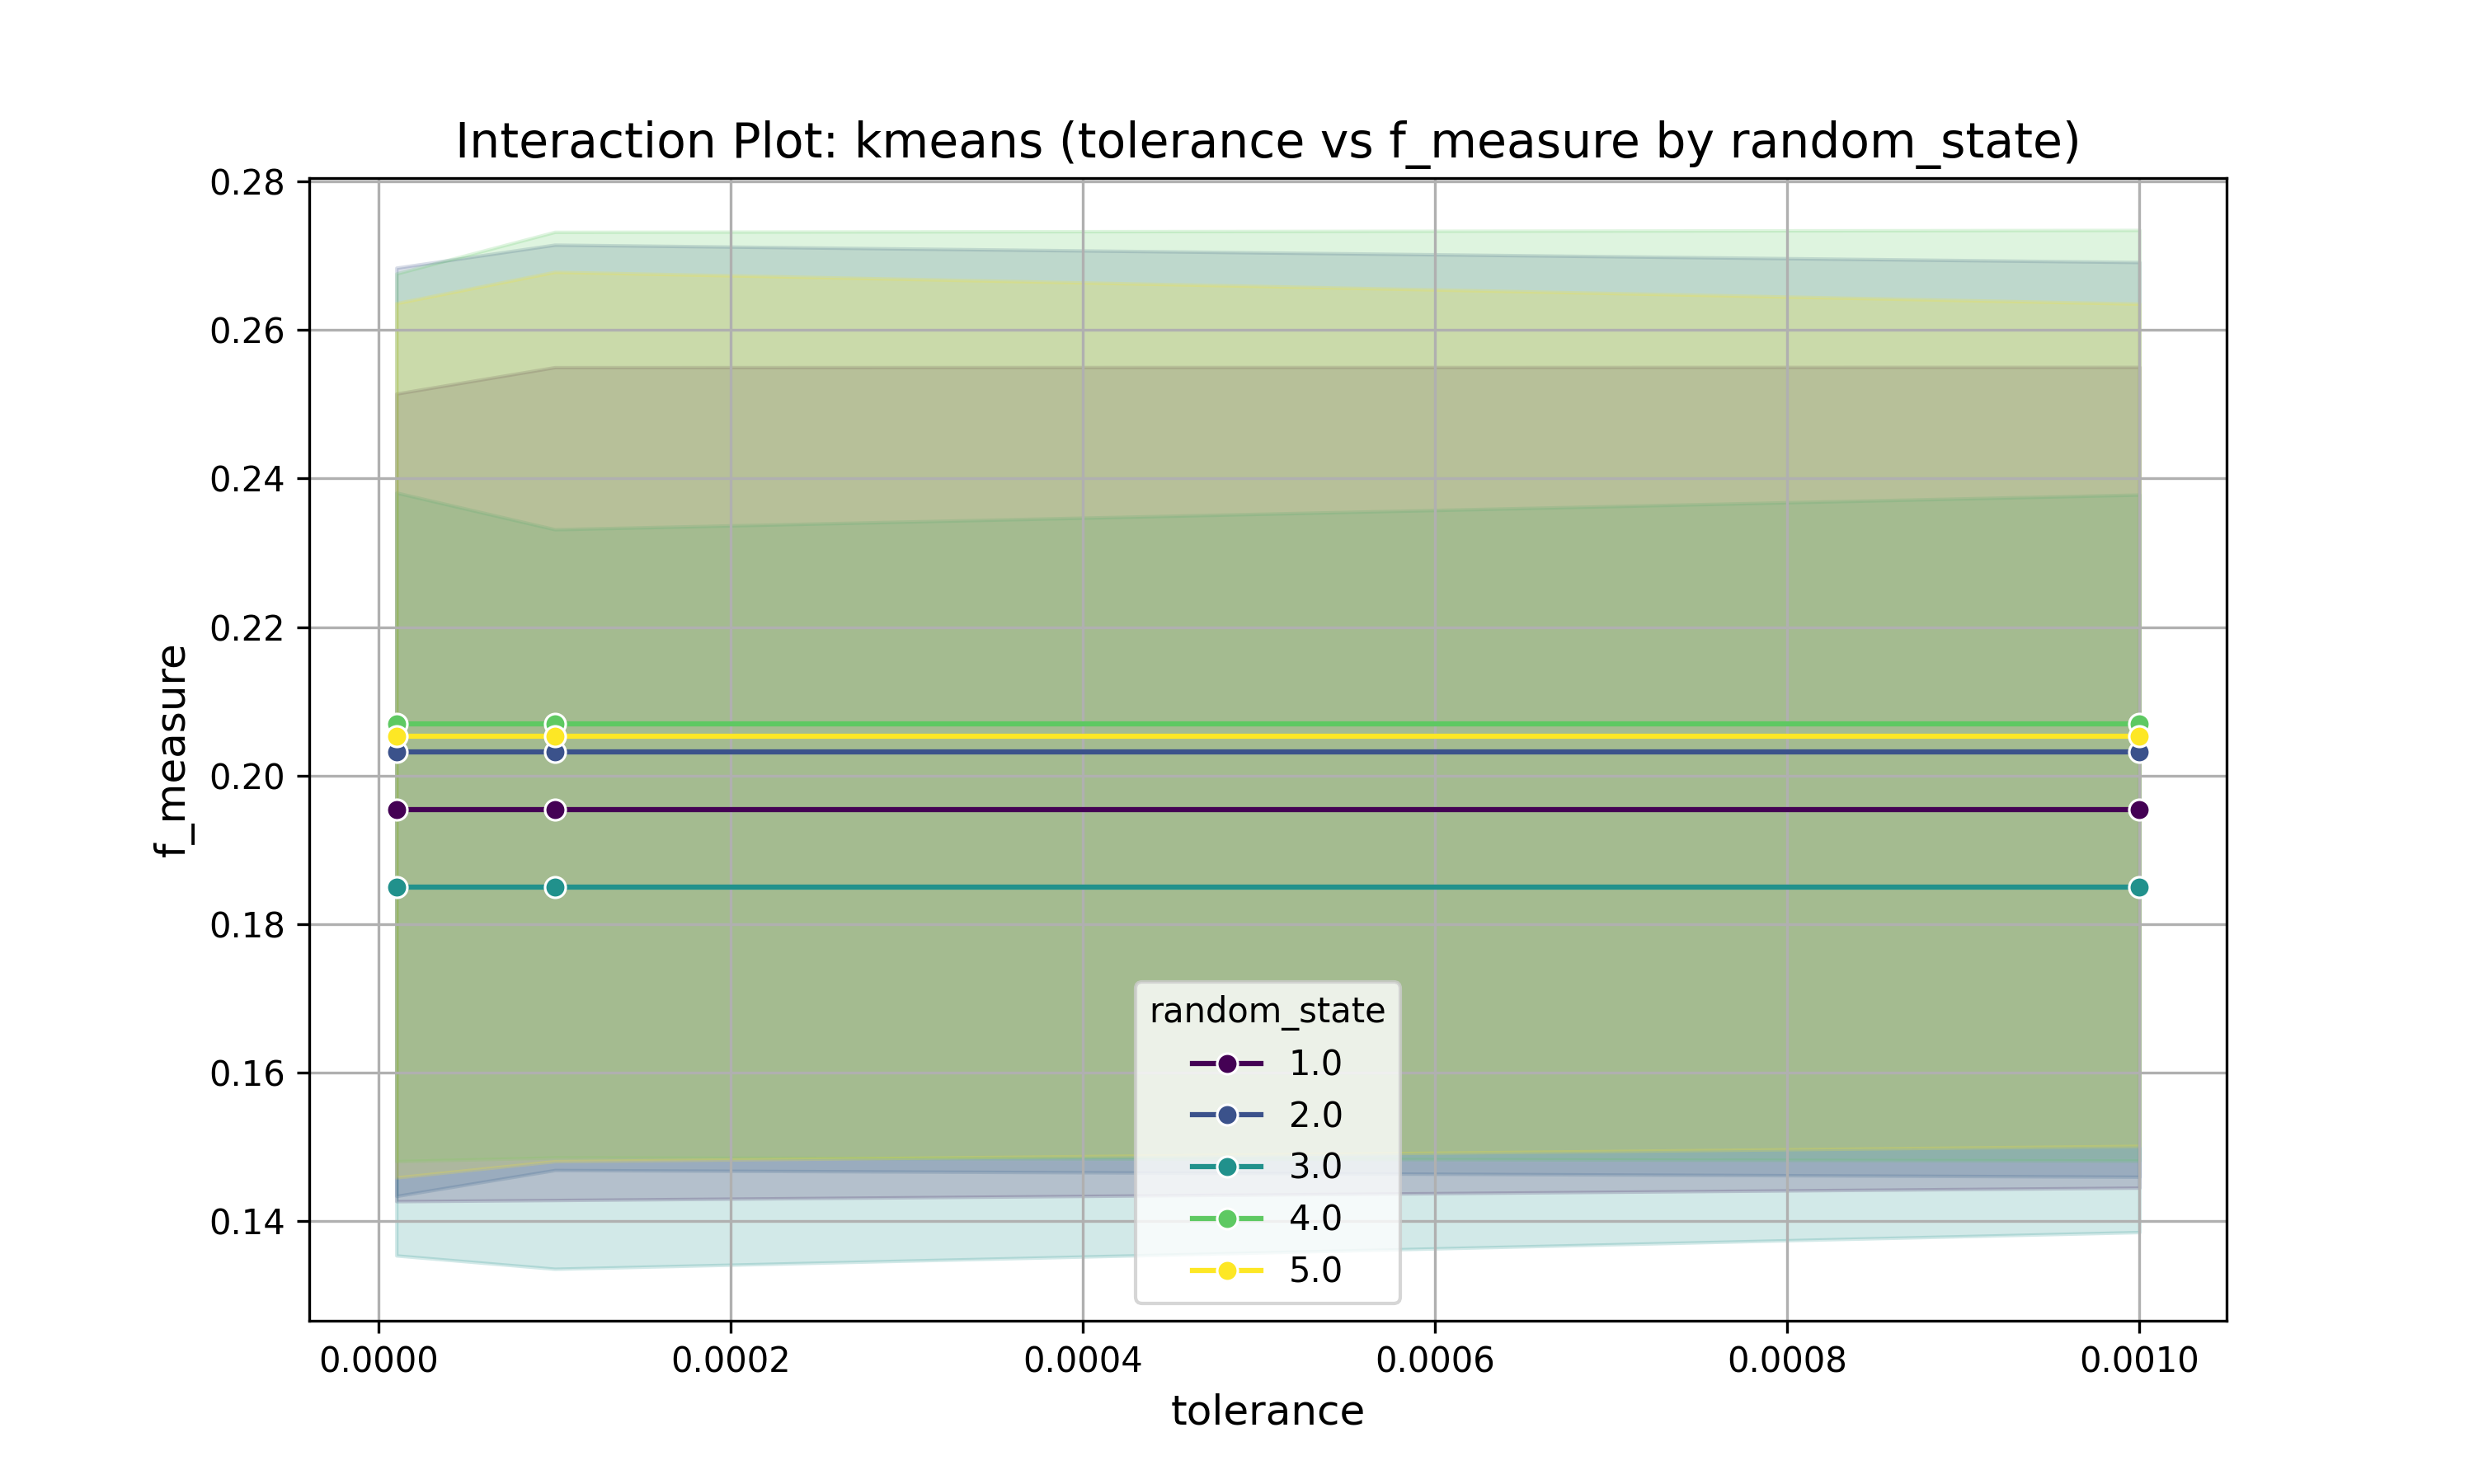 Interaction Plot: kmeans (tolerance vs f_measure by random_state)
0.28
0.26
0.24
0.22
0.20
0.18
0.16
0.14
f_measure
random_state
1.0
2.0
3.0
4.0
5.0
0.0000 0.0002 0.0004 0.0006 0.0008 0.0010
tolerance